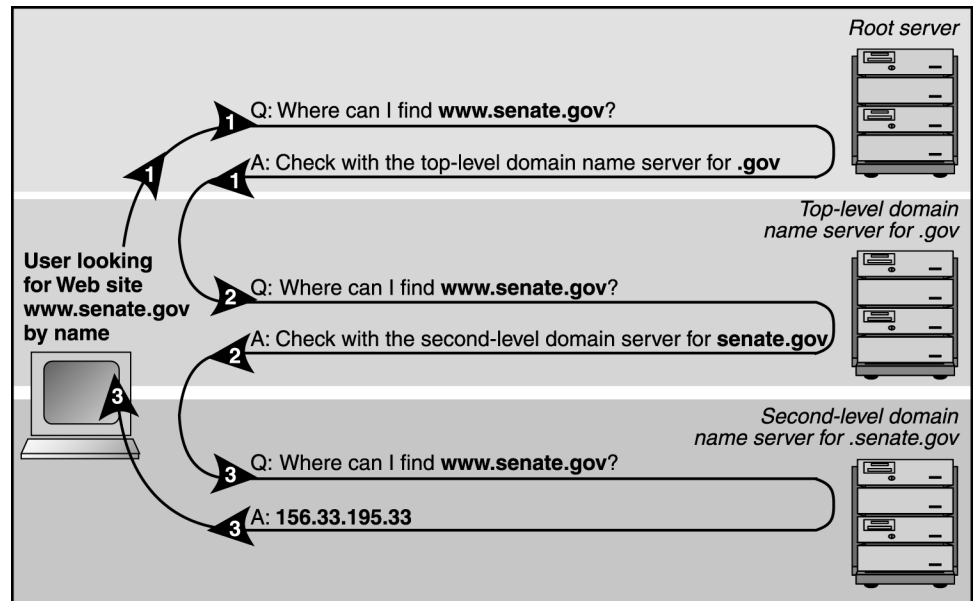 Root server
1
Q: Where can I find www.senate.gov?
1
A: Check with the top-level domain name server for .gov
1
Top-level domain
name server for .gov
User looking
for Web site
www.senate.gov
by name
2
Q: Where can I find www.senate.gov?
A: Check with the second-level domain server for senate.gov
2
3
Second-level domain
name server for .senate.gov
3
Q: Where can I find www.senate.gov?
3
A: 156.33.195.33